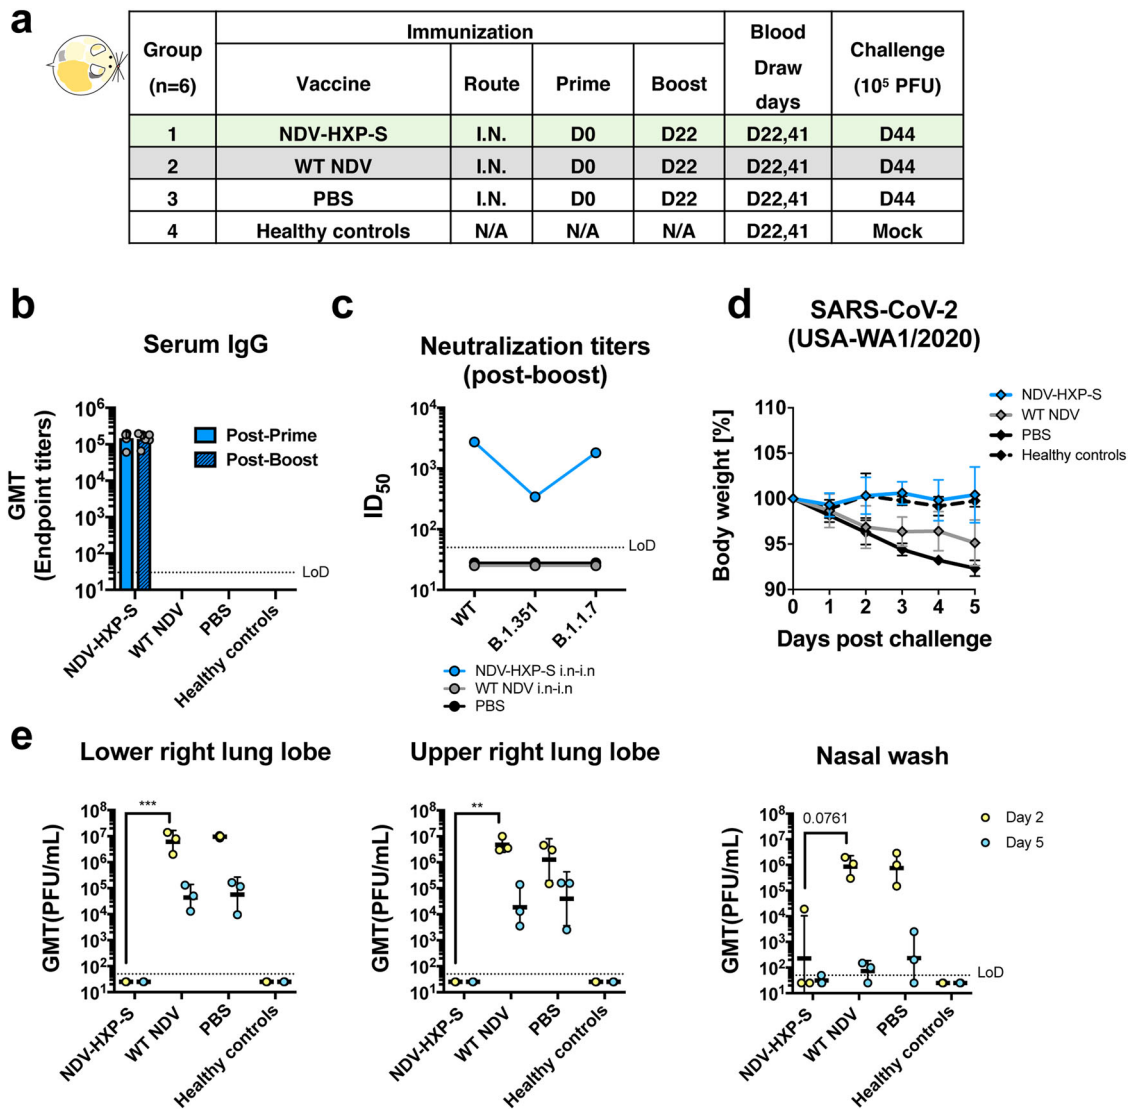 a
Group
(n=6)
Immunization
Blood
Draw
days
Challenge
(10⁵ PFU)
Vaccine Route Prime Boost
1 NDV-HXP-S I.N. D0 D22 D22,41 D44
2 WT NDV I.N. D0 D22 D22,41 D44
3 PBS I.N. D0 D22 D22,41 D44
4 Healthy controls N/A N/A N/A D22,41 Mock
b
Serum IgG
GMT
(Endpoint titers)
10⁶
10⁵
10⁴
10³
10²
10¹
Post-Prime
Post-Boost
LoD
NDV-HXP-S
WT NDV
PBS
Healthy controls
c
Neutralization titers
(post-boost)
ID₅₀
10⁴
10³
10²
10¹
LoD
WT
B.1.351
B.1.1.7
NDV-HXP-S i.n-i.n
WT NDV i.n-i.n
PBS
d
SARS-CoV-2
(USA-WA1/2020)
Body weight [%]
110
100
95
90
0 1 2 3 4 5
Days post challenge
NDV-HXP-S
WT NDV
PBS
Healthy controls
e
Lower right lung lobe
GMT(PFU/mL)
10⁸
10⁷
10⁶
10⁵
10⁴
10³
10²
10¹
***
NDV-HXP-S
WT NDV
PBS
Healthy controls
Upper right lung lobe
GMT(PFU/mL)
10⁸
10⁷
10⁶
10⁵
10⁴
10³
10²
10¹
**
NDV-HXP-S
WT NDV
PBS
Healthy controls
Nasal wash
GMT(PFU/mL)
10⁸
10⁷
10⁶
10⁵
10⁴
10³
10²
10¹
0.0761
LoD
NDV-HXP-S
WT NDV
PBS
Healthy controls
Day 2
Day 5